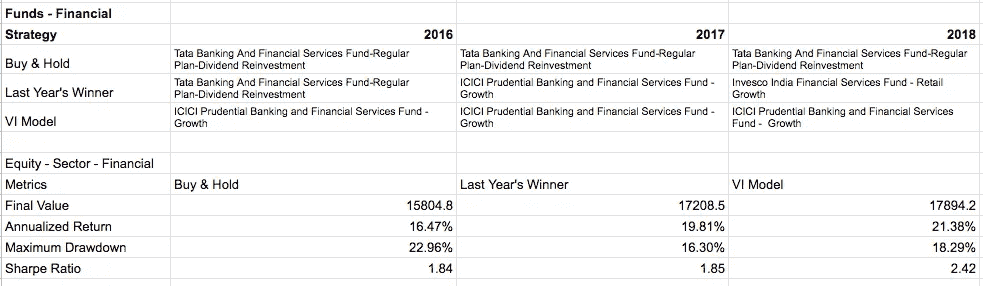 Funds - Financial
Strategy 2016 2017 2018
Buy & Hold Tata Banking And Financial Services Fund-Regular Plan-Dividend Reinvestment Tata Banking And Financial Services Fund-Regular Plan-Dividend Reinvestment Tata Banking And Financial Services Fund-Regular Plan-Dividend Reinvestment
Last Year's Winner Tata Banking And Financial Services Fund-Regular Plan-Dividend Reinvestment ICICI Prudential Banking and Financial Services Fund - Growth Invesco India Financial Services Fund - Retail Growth
VI Model ICICI Prudential Banking and Financial Services Fund - Growth ICICI Prudential Banking and Financial Services Fund - Growth ICICI Prudential Banking and Financial Services Fund - Growth
Equity - Sector - Financial
Metrics Buy & Hold Last Year's Winner VI Model
Final Value 15804.8 17208.5 17894.2
Annualized Return 16.47% 19.81% 21.38%
Maximum Drawdown 22.96% 16.30% 18.29%
Sharpe Ratio 1.84 1.85 2.42